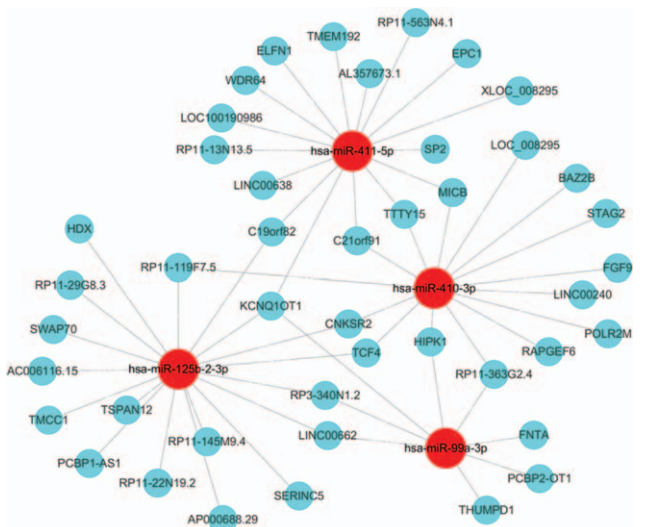 RP11-563N4.1
TMEM192
ELFN1
EPC1
AL357673.1
WDR64
XLOC_008295
LOC100190986
RP11-13N13.5
hsa-miR-411-5p
SP2
LOC_008295
BAZ2B
LINC00638
MICB
TTTY15
STAG2
HDX
C19orf82
C21orf91
RP11-119F7.5
FGF9
RP11-29G8.3
hsa-miR-410-3p
LINC00240
KCNQ1OT1
SWAP70
CNKSR2
POLR2M
HIPK1
TCF4
RAPGEF6
AC006116.15
hsa-miR-125b-2-3p
RP11-363G2.4
RP3-340N1.2
TSPAN12
TMCC1
LINC00662
FNTA
RP11-145M9.4
hsa-miR-99a-3p
PCBP1-AS1
PCBP2-OT1
RP11-22N19.2
SERINC5
THUMPD1
AP000688.29